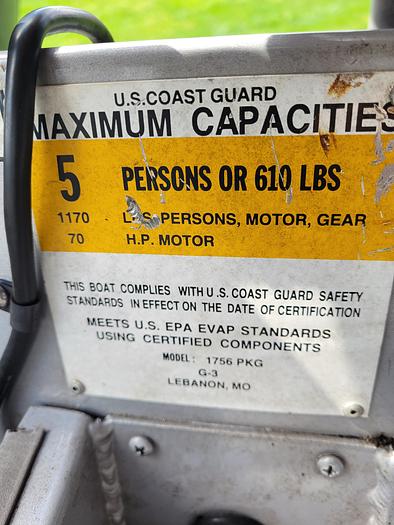 U.S. COAST GUARD
MAXIMUM CAPACITIES
5 PERSONS OR 610 LBS
1170 LBS. PERSONS, MOTOR, GEAR
70 H.P. MOTOR
THIS BOAT COMPLIES WITH U.S. COAST GUARD SAFETY
STANDARDS IN EFFECT ON THE DATE OF CERTIFICATION
MEETS U.S. EPA EVAP STANDARDS
USING CERTIFIED COMPONENTS
MODEL: 1756 PKG
G-3
LEBANON, MO